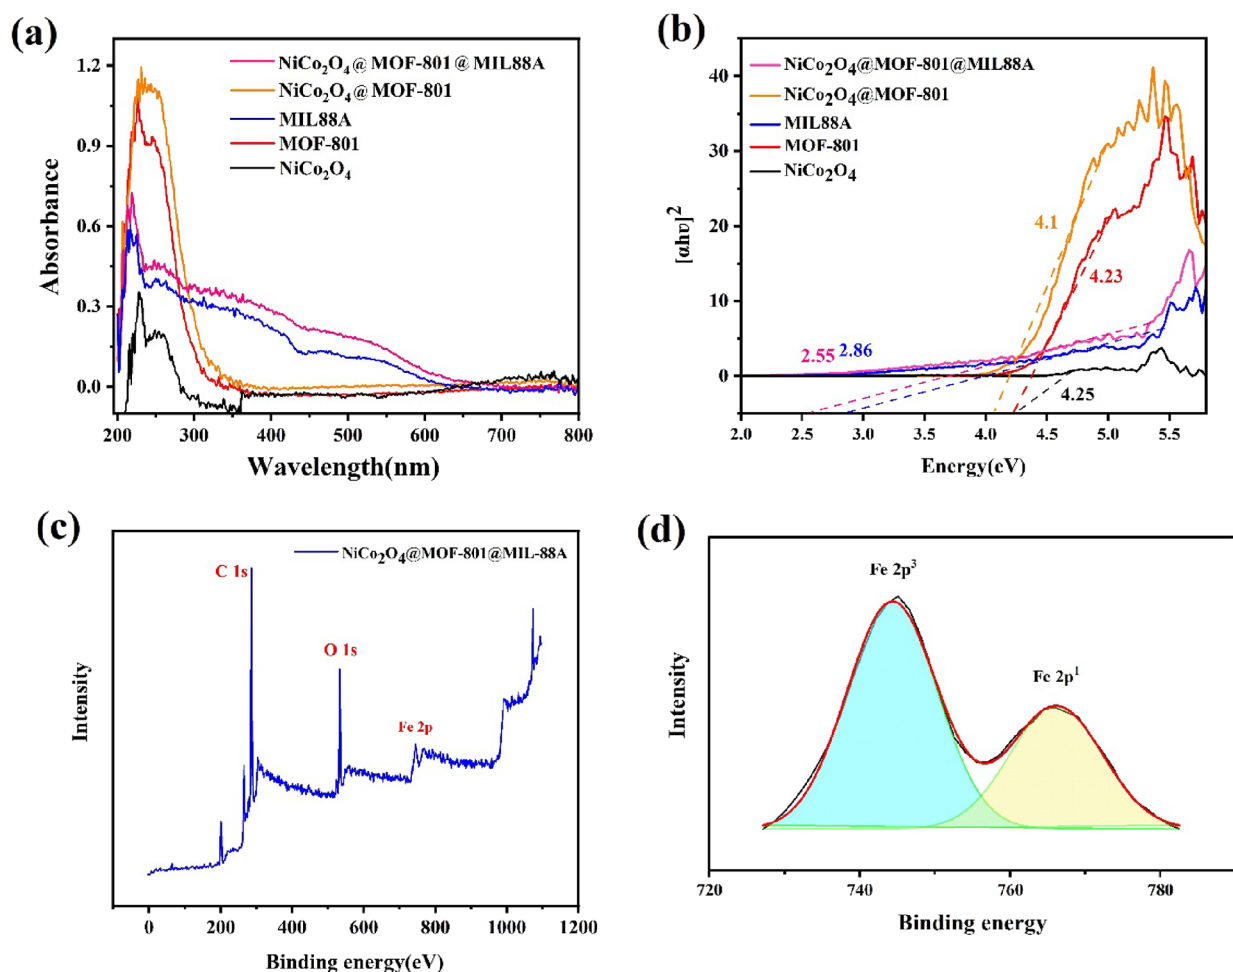 (a)
NiCo₂O₄@MOF-801@MIL88A
NiCo₂O₄@MOF-801
MIL88A
MOF-801
NiCo₂O₄
1.2
0.9
0.6
0.3
0.0
Absorbance
200 300 400 500 600 700 800
Wavelength(nm)
(b)
NiCo₂O₄@MOF-801@MIL88A
NiCo₂O₄@MOF-801
MIL88A
MOF-801
NiCo₂O₄
40
30
20
10
0
[αhυ]²
4.1
4.23
2.55
2.86
4.25
2.0 2.5 3.0 3.5 4.0 4.5 5.0 5.5
Energy(eV)
(c)
NiCo₂O₄@MOF-801@MIL-88A
C 1s
O 1s
Fe 2p
Intensity
0 200 400 600 800 1000 1200
Binding energy(eV)
(d)
Fe 2p³
Fe 2p¹
Intensity
720 740 760 780
Binding energy